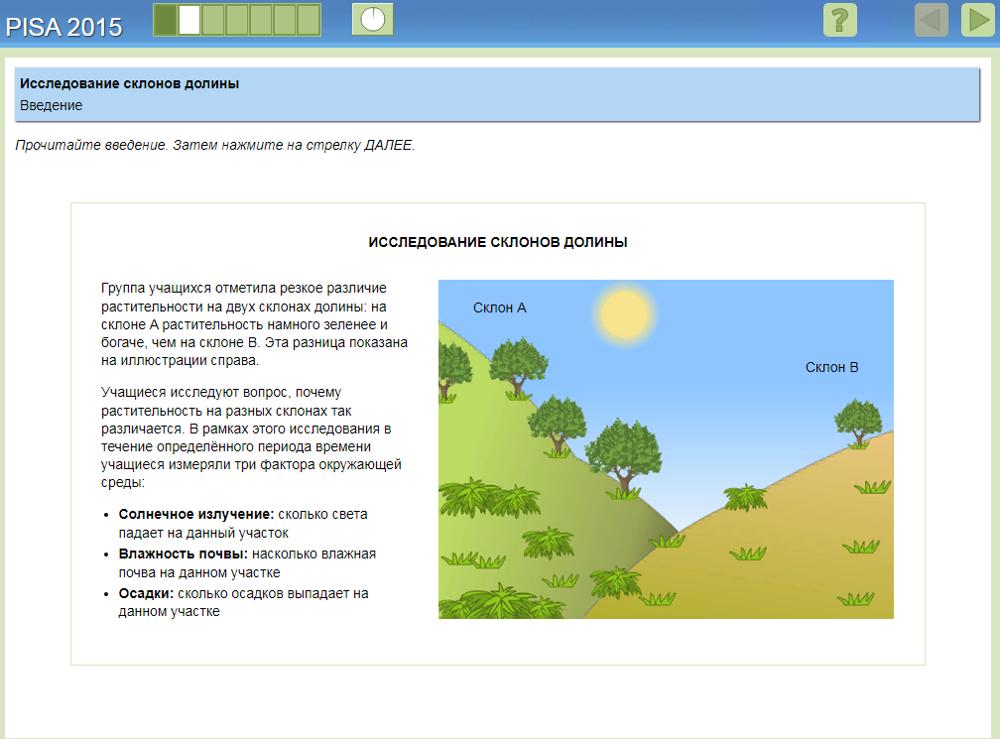 PISA 2015
?
Исследование склонов долины
Введение
Прочитайте введение. Затем нажмите на стрелку ДАЛЕЕ.
ИССЛЕДОВАНИЕ СКЛОНОВ ДОЛИНЫ
Группа учащихся отметила резкое различие
растительности на двух склонах долины: на
склоне А растительность намного зеленее и
богаче, чем на склоне В. Эта разница показана
на иллюстрации справа.
Учащиеся исследуют вопрос, почему
растительность на разных склонах так
различается. В рамках этого исследования в
течение определённого периода времени
учащиеся измеряли три фактора окружающей
среды:
• Солнечное излучение: сколько света
падает на данный участок
• Влажность почвы: насколько влажная
почва на данном участке
• Осадки: сколько осадков выпадает на
данном участке
Склон А
Склон В